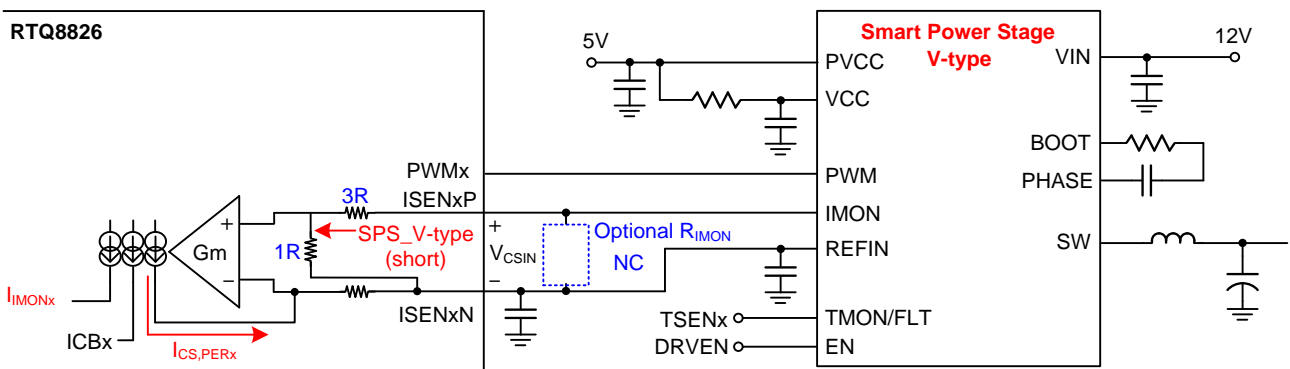 RTQ8826
5V
Smart Power Stage
V-type
12V
PVCC
VIN
VCC
BOOT
PWMx
PWM
PHASE
3R
ISENxP
IMON
+
SPS_V-type
(short)
+
VCSIN
−
Optional RIMON
NC
REFIN
SW
Gm
1R
−
IIMONx
ISENxN
ICBx
ICS,PERx
TSENx
TMON/FLT
DRVEN
EN